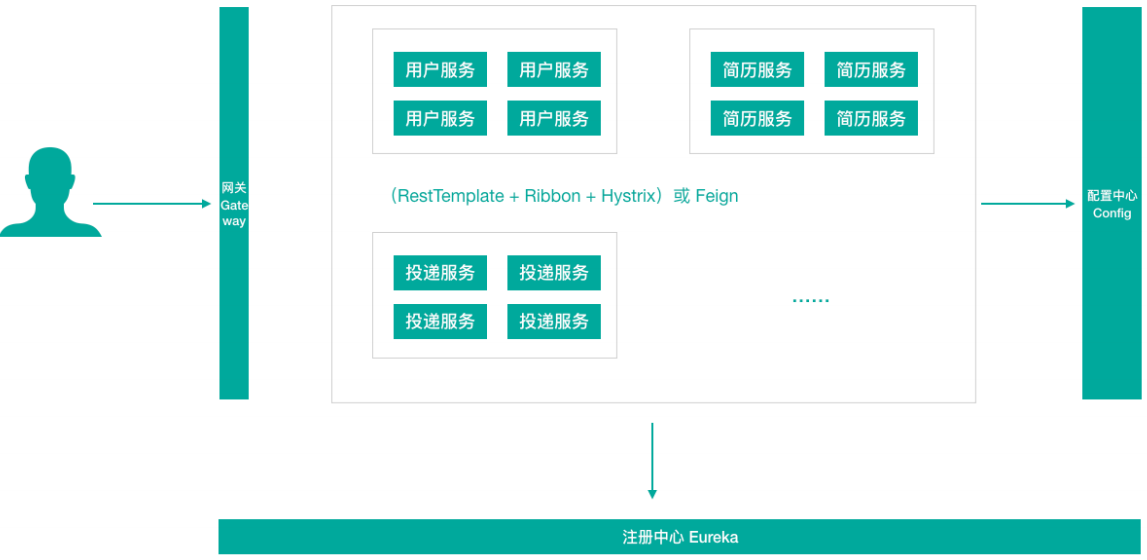 用户服务 用户服务
用户服务 用户服务
简历服务 简历服务
简历服务 简历服务
网关
Gate
way
（RestTemplate + Ribbon + Hystrix）或 Feign
配置中心
Config
投递服务 投递服务
投递服务 投递服务
......
注册中心 Eureka